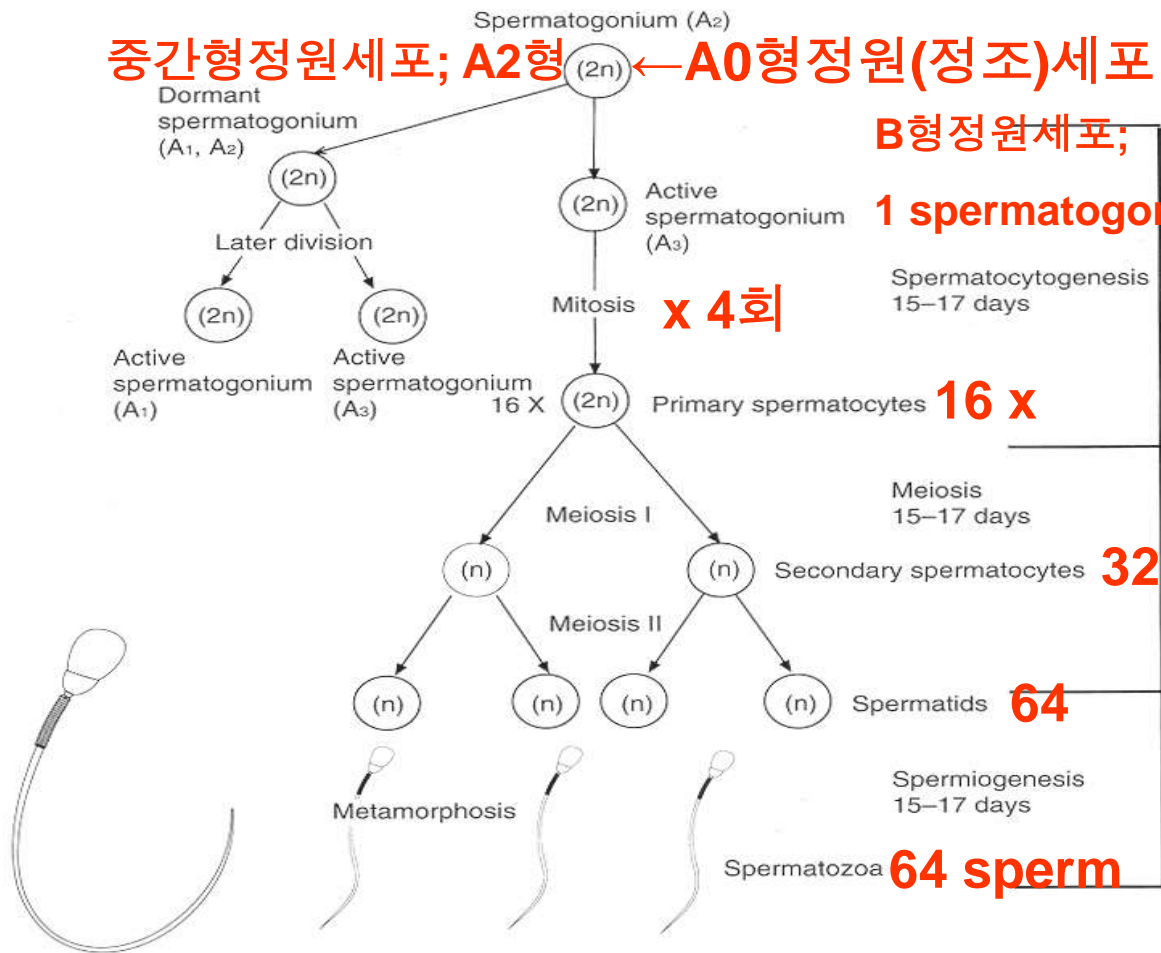 Spermatogonium (A2)
중간형정원세포; A2형 (2n) ←A0형정원(정조)세포
Dormant
spermatogonium
(A1, A2)
B형정원세포;
(2n)
(2n)
Active
spermatogonium
(A3)
1
Later division
Spermatocytogenesis
15–17 days
(2n)
(2n)
Mitosis
x 4회
Active
spermatogonium
(A1)
Active
spermatogonium
(A3)
16 X
(2n)
Primary spermatocytes
16 x
Meiosis
15–17 days
Meiosis I
(n)
(n)
Secondary spermatocytes
32
Meiosis II
(n)
(n)
(n)
(n)
Spermatids
64
Spermiogenesis
15–17 days
Metamorphosis
Spermatozoa
64 sperm